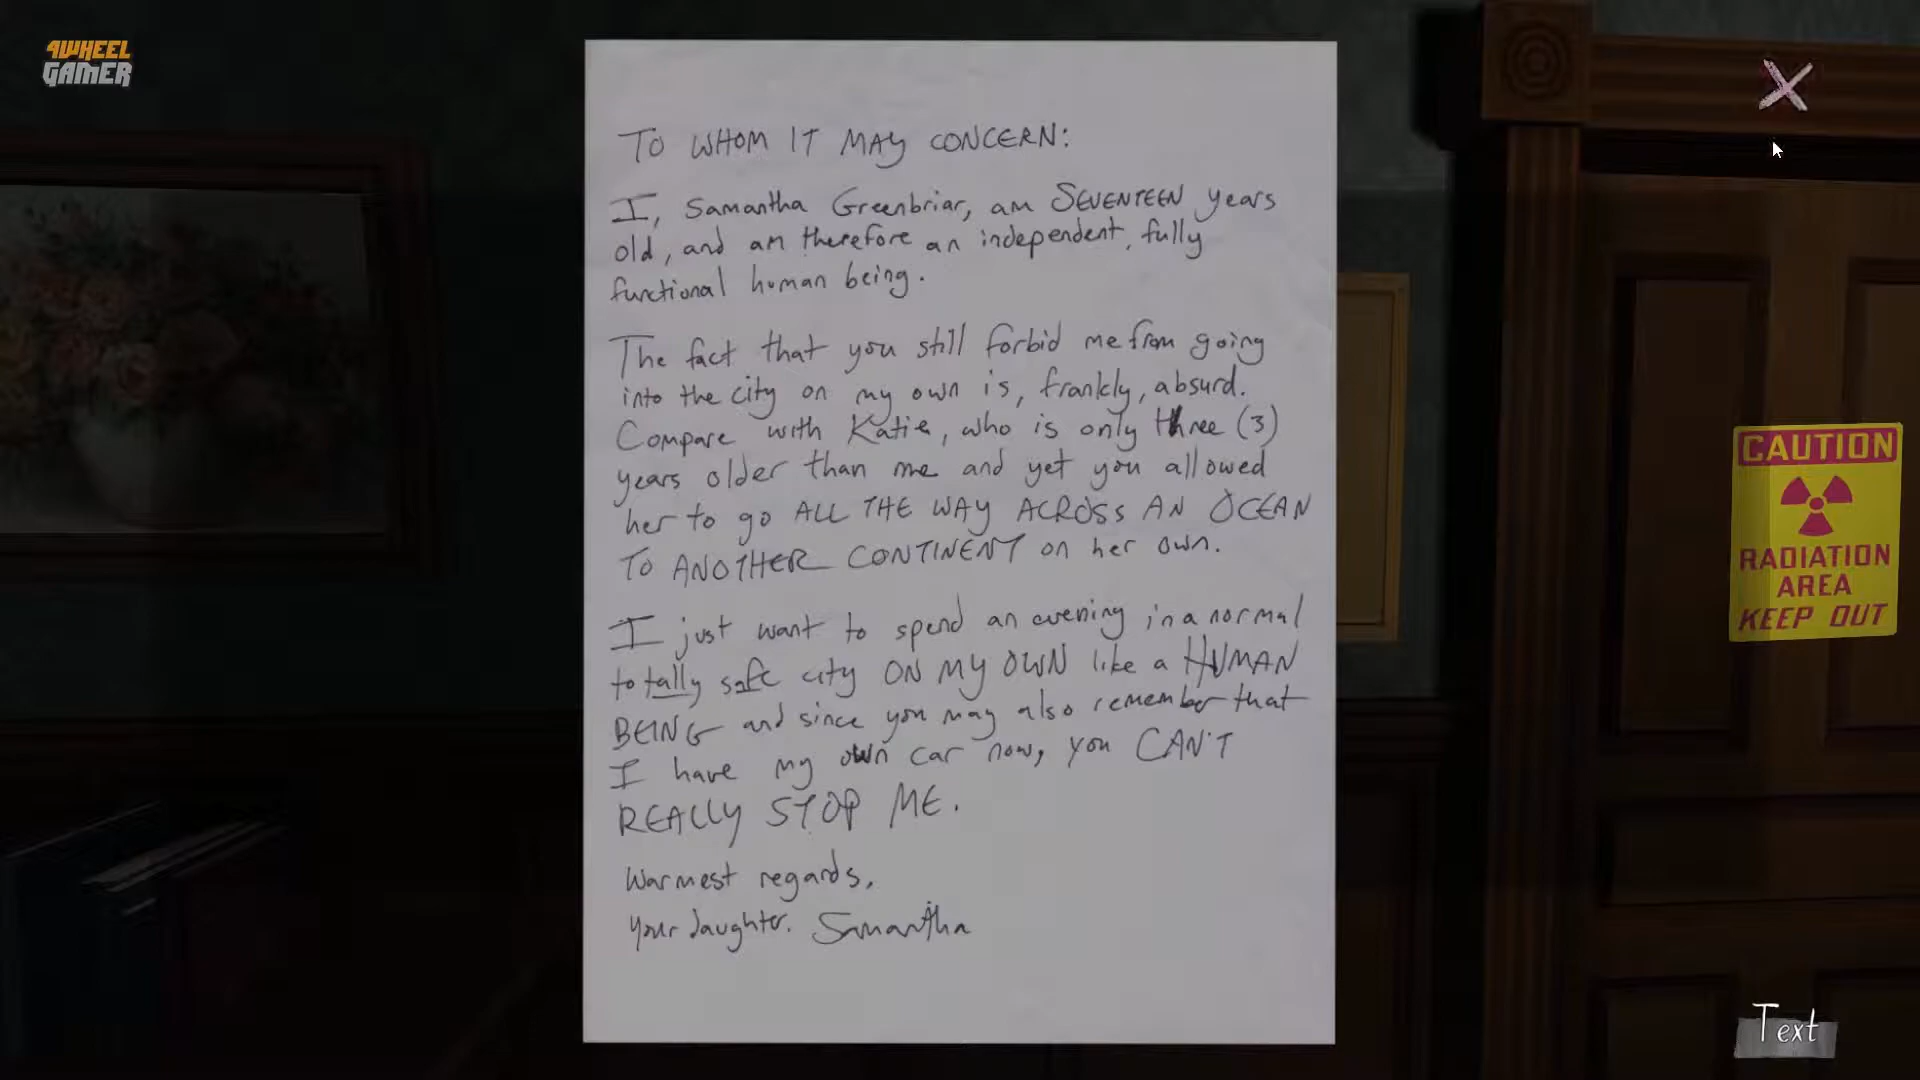 4WHEEL
GAMER
TO WHOM IT MAY CONCERN:
I, Samantha Greenbriar, am SEVENTEEN years
old, and am therefore an independent, fully
functional human being.
The fact that you still forbid me from going
into the city on my own is, frankly, absurd.
Compare with Katie, who is only three (3)
years older than me and yet you allowed
her to go ALL THE WAY ACROSS AN OCEAN
TO ANOTHER CONTINENT on her own.
I just want to spend an evening in a normal
totally safe city ON MY OWN like a HUMAN
BEING and since you may also remember that
I have my own car now, you CAN'T
REALLY STOP ME.
Warmest regards,
Your daughter. Samantha
CAUTION
RADIATION
AREA
KEEP OUT
Text